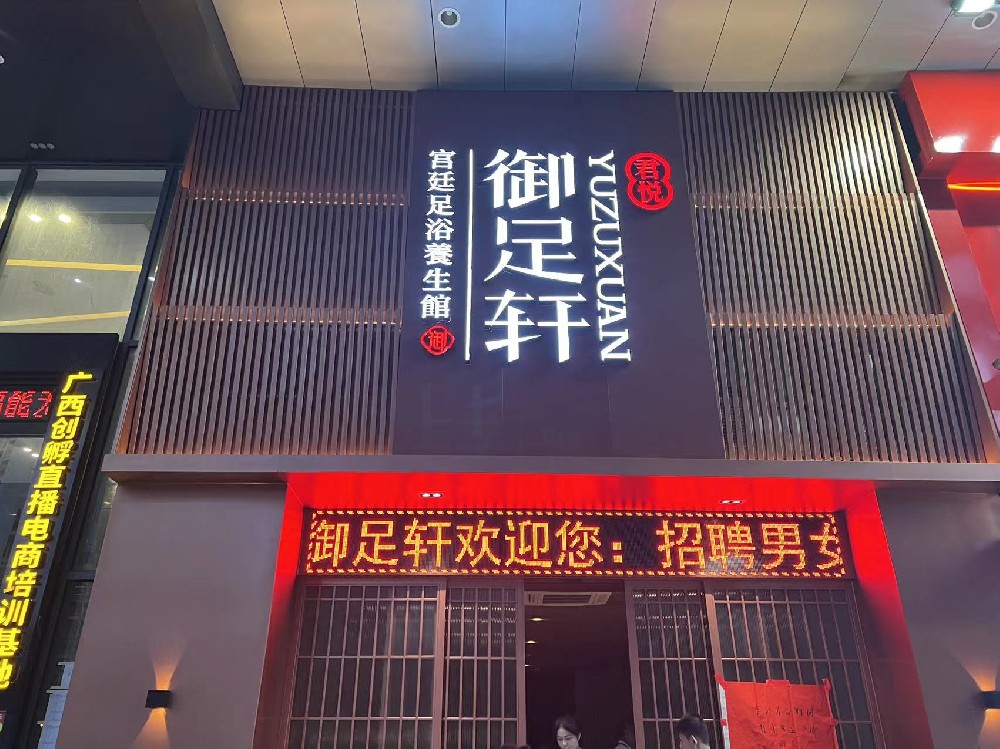 君悦
YUZUXUAN
御足轩
宫廷足浴養生館
御
御足轩欢迎您：招聘男女
广西创孵直播电商培训基地
能